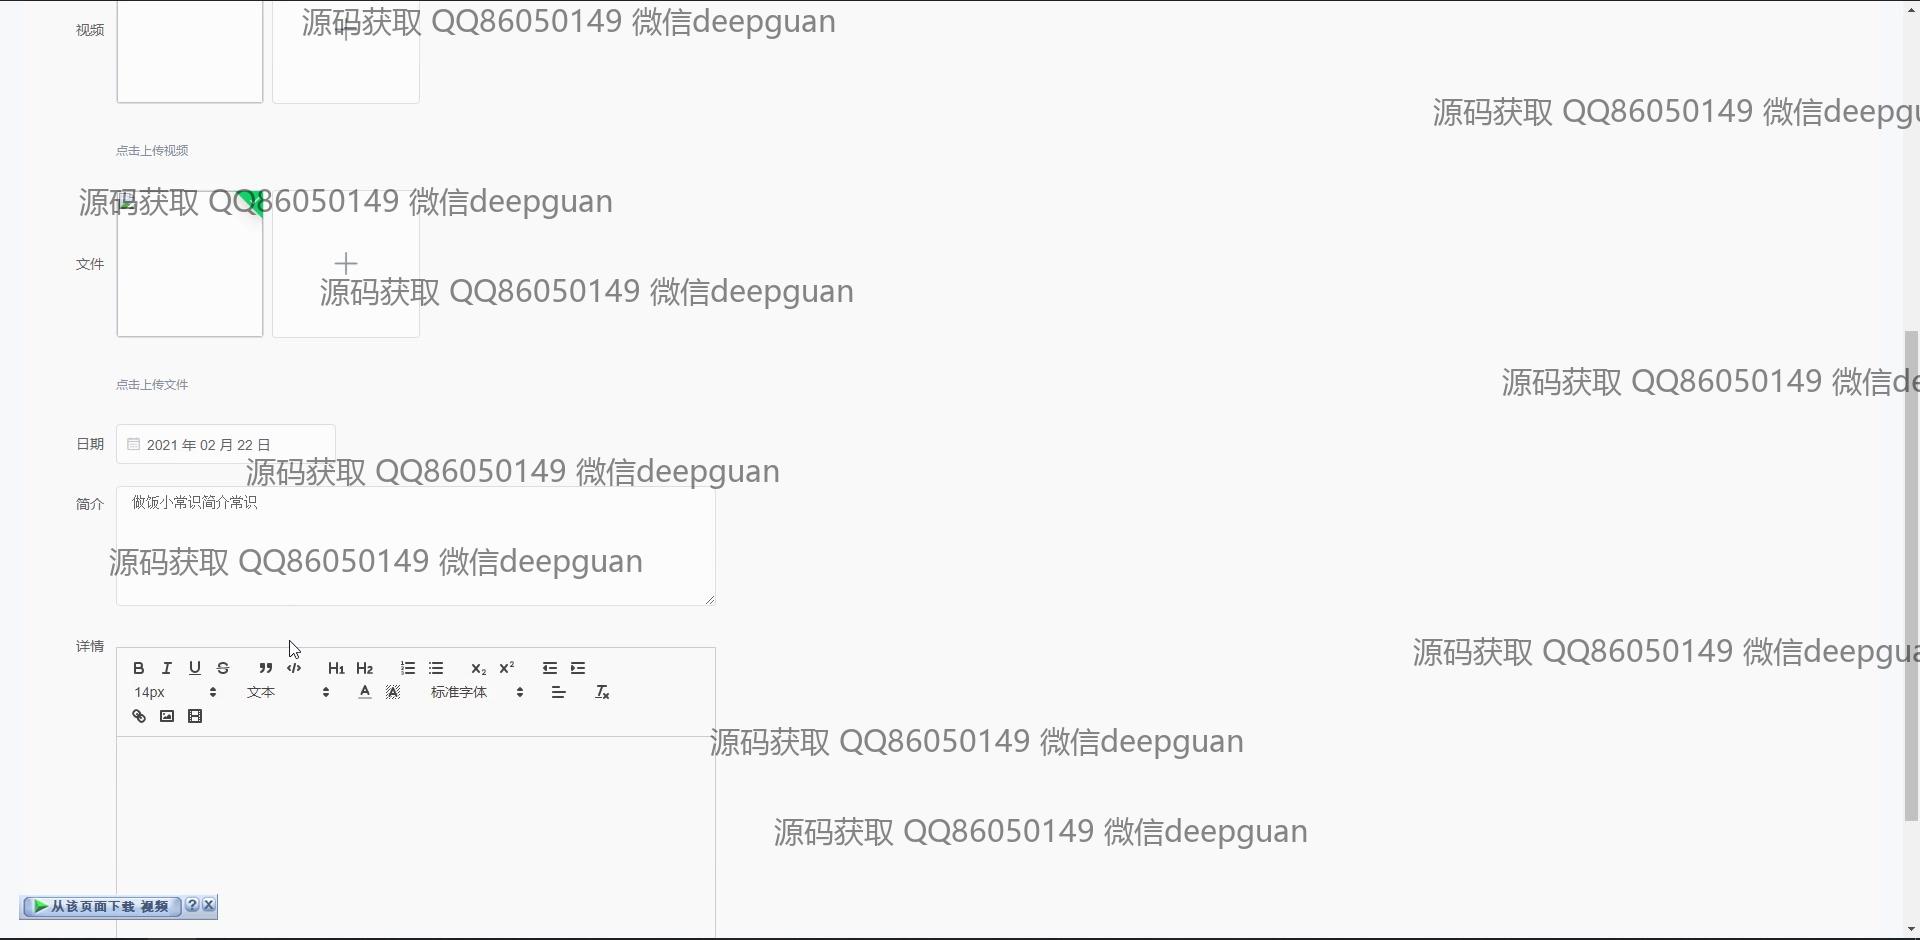 视频
源码获取 QQ86050149 微信deepguan
源码获取 QQ86050149 微信deepgu
点击上传视频
源码获取 QQ86050149 微信deepguan
文件
源码获取 QQ86050149 微信deepguan
点击上传文件
源码获取 QQ86050149 微信de
日期
2021 年 02 月 22 日
源码获取 QQ86050149 微信deepguan
简介
做饭小常识简介常识
源码获取 QQ86050149 微信deepguan
详情
源码获取 QQ86050149 微信deepgua
B I U S H1 H2 X2 X2
14px 文本 A A 标准字体 Tx
源码获取 QQ86050149 微信deepguan
源码获取 QQ86050149 微信deepguan
从该页面下载 视频 ? X